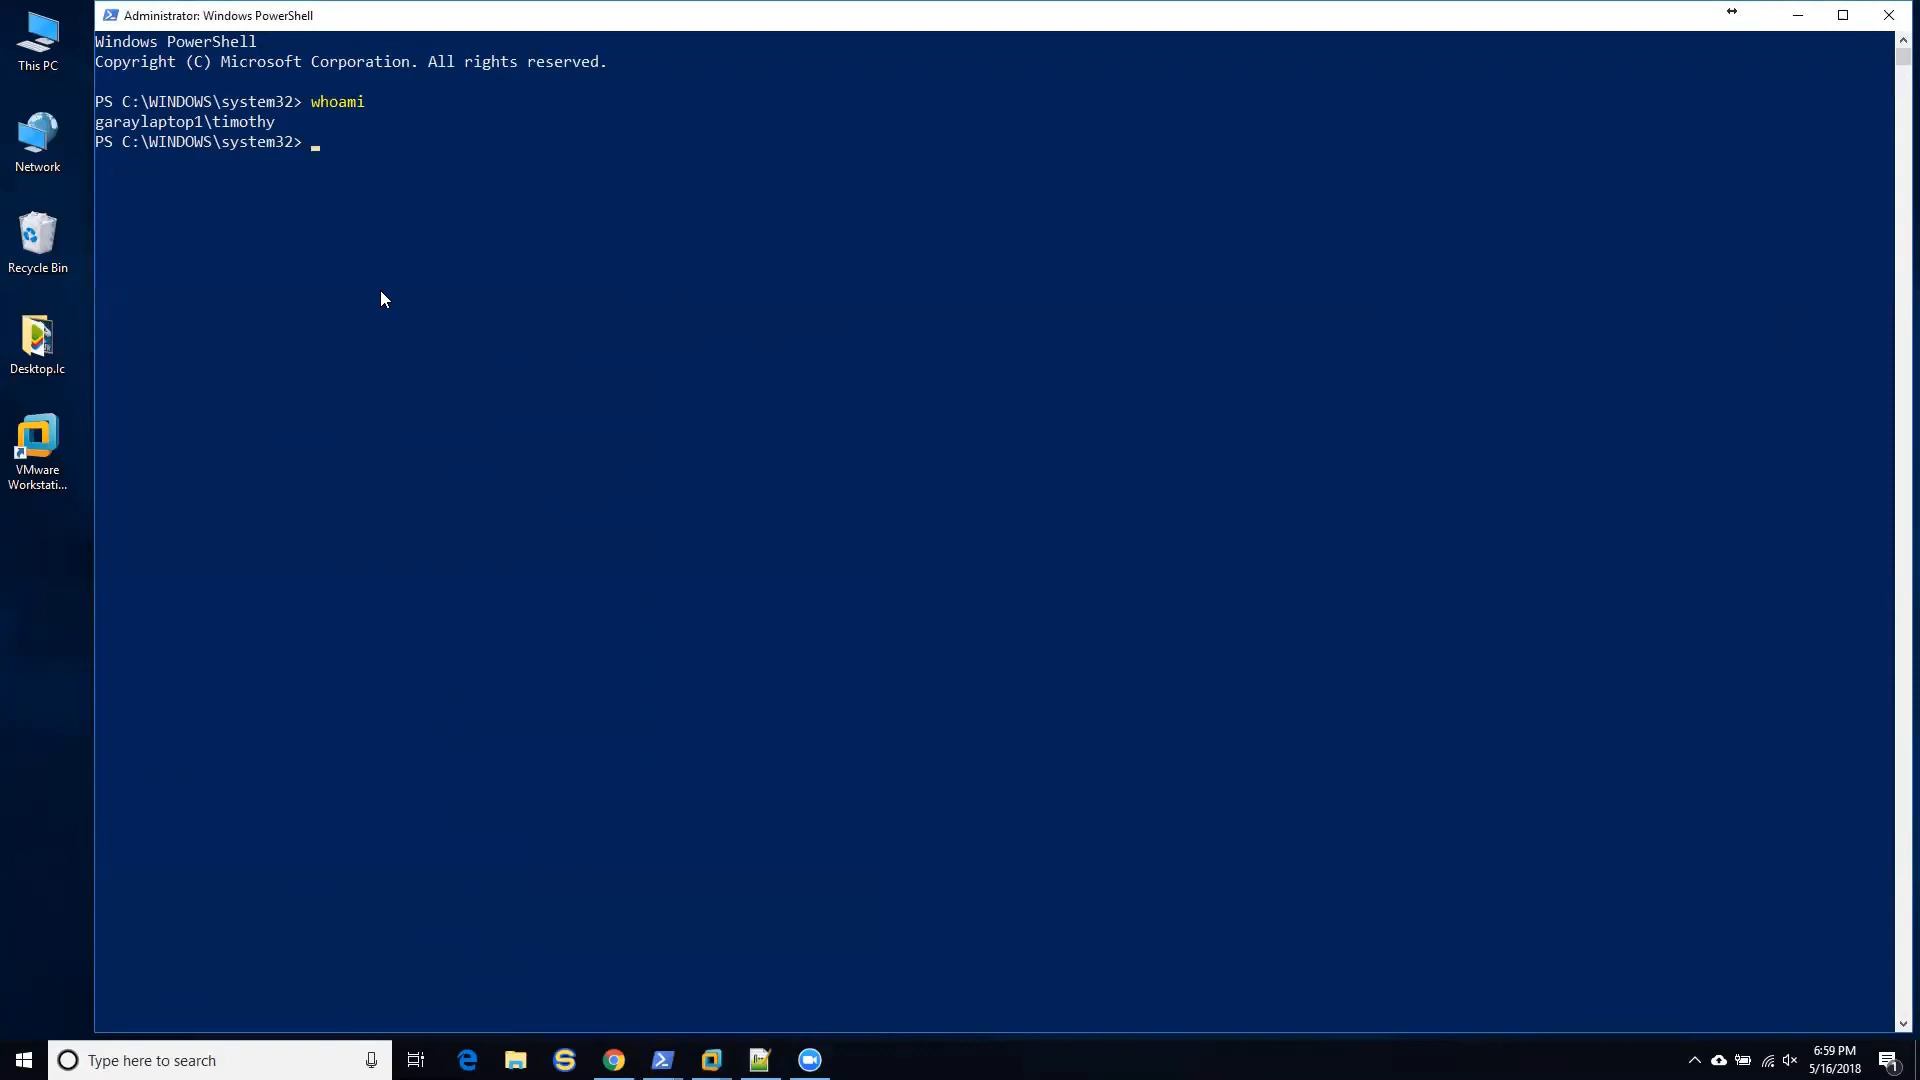 Administrator: Windows PowerShell
Windows PowerShell
Copyright (C) Microsoft Corporation. All rights reserved.
PS C:\WINDOWS\system32> whoami
garaylaptop1\timothy
PS C:\WINDOWS\system32>
This PC
Network
Recycle Bin
Desktop.lc
VMware
Workstati...
Type here to search
6:59 PM
5/16/2018
1